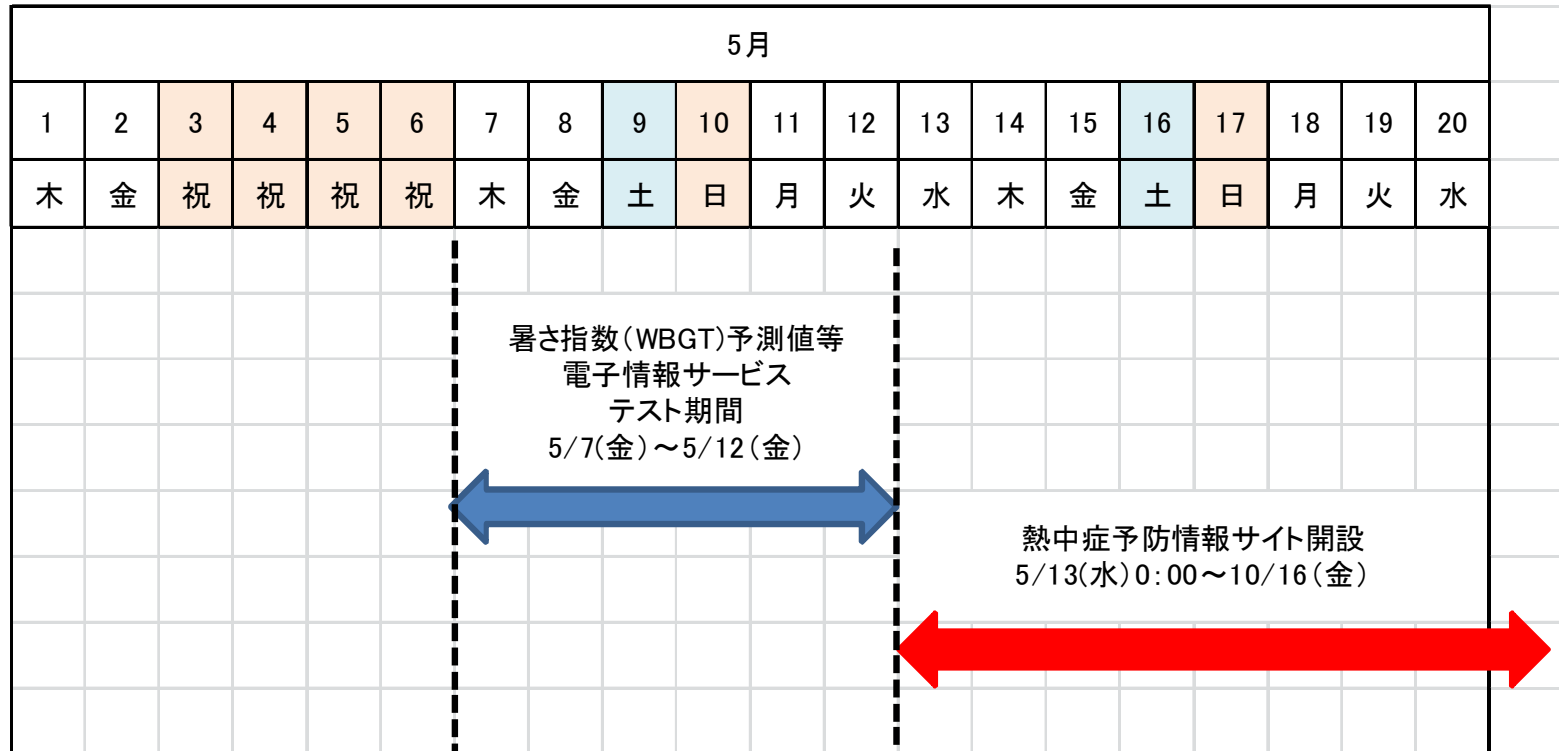 5月
1 2 3 4 5 6 7 8 9 10 11 12 13 14 15 16 17 18 19 20
木 金 祝 祝 祝 祝 木 金 土 日 月 火 水 木 金 土 日 月 火 水
暑さ指数(WBGT)予測値等
電子情報サービス
テスト期間
5/7(金)～5/12(金)
熱中症予防情報サイト開設
5/13(水)0:00～10/16(金)